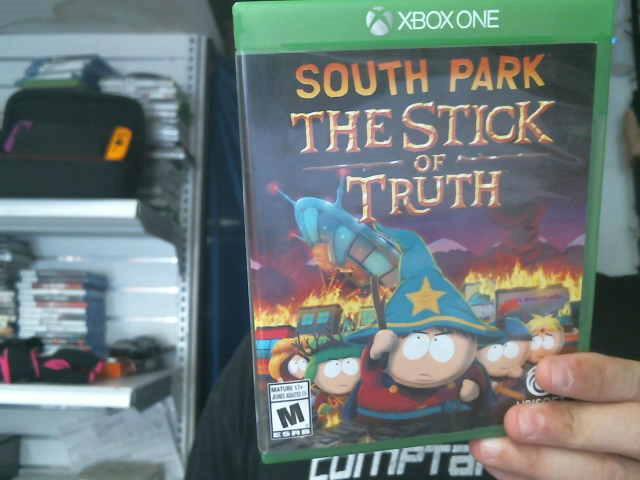 XBOX ONE
SOUTH PARK
THE STICK
OF
TRUTH
MATURE 17+
M
ESRB